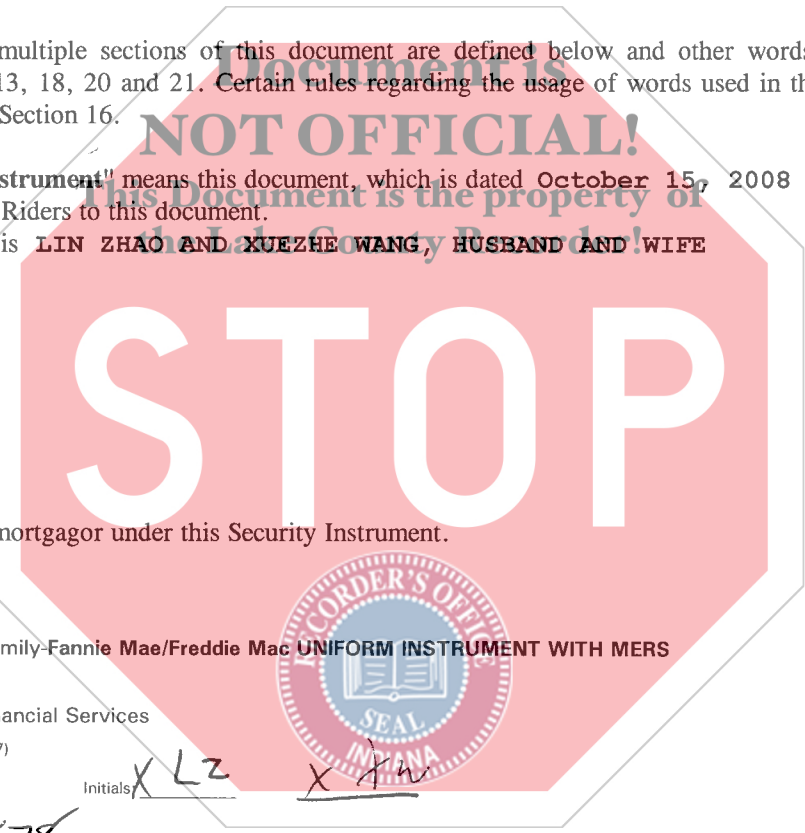 multiple sections of this document are defined below and other words
13, 18, 20 and 21. Certain rules regarding the usage of words used in th
Section 16.
Document is
NOT OFFICIAL!
This Document is the property of
the Lake County Recorder!
strument" means this document, which is dated October 15, 2008
Riders to this document.
is LIN ZHAO AND XUEZHE WANG, HUSBAND AND WIFE
STOP
mortgagor under this Security Instrument.
RECORDER'S OFFICE
SEAL
INDIANA
mily-Fannie Mae/Freddie Mac UNIFORM INSTRUMENT WITH MERS
ancial Services
7)
Initials: X LZ X XW